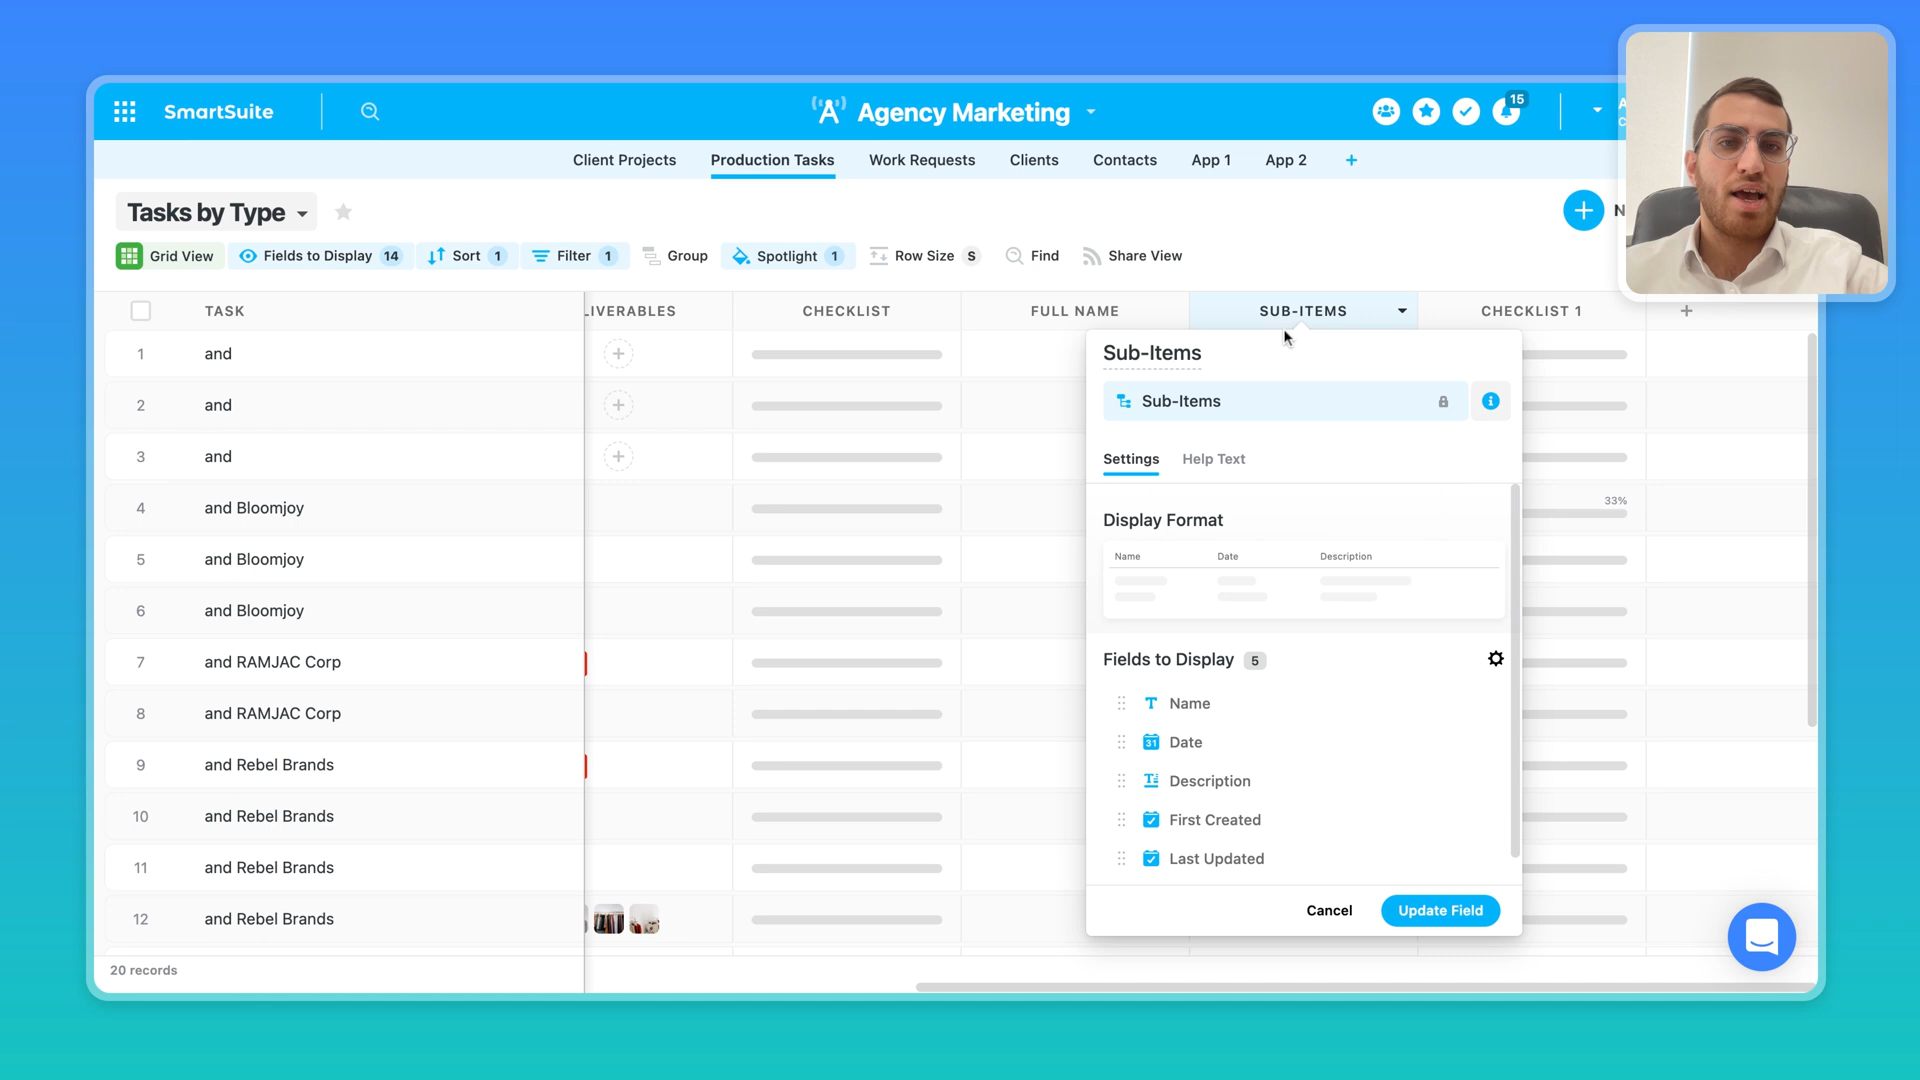 SmartSuite
Agency Marketing
15
A
C
Client Projects
Production Tasks
Work Requests
Clients
Contacts
App 1
App 2
+
Tasks by Type
N
Grid View
Fields to Display 14
Sort 1
Filter 1
Group
Spotlight 1
Row Size S
Find
Share View
TASK
LIVERABLES
CHECKLIST
FULL NAME
SUB-ITEMS
CHECKLIST 1
+
1 and
2 and
3 and
4 and Bloomjoy
33%
5 and Bloomjoy
6 and Bloomjoy
7 and RAMJAC Corp
8 and RAMJAC Corp
9 and Rebel Brands
10 and Rebel Brands
11 and Rebel Brands
12 and Rebel Brands
20 records
Sub-Items
Sub-Items
Settings
Help Text
Display Format
Name
Date
Description
Fields to Display 5
Name
31
Date
Description
First Created
Last Updated
Cancel
Update Field